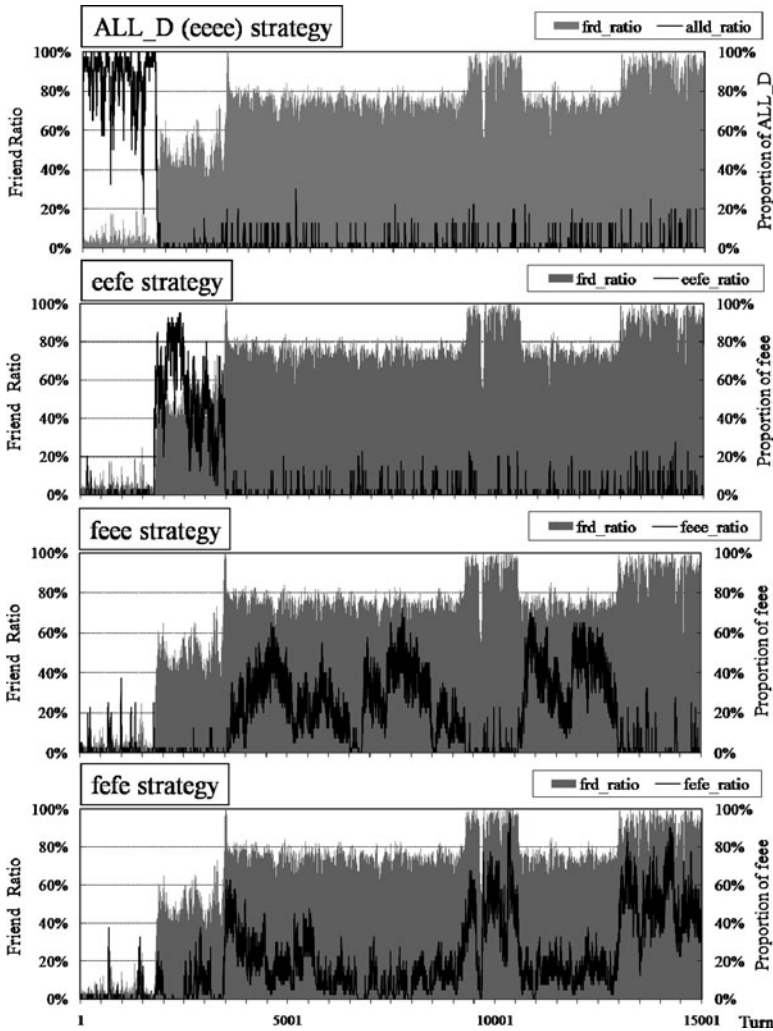 ALL_D (eeee) strategy
frd_ratio
alld_ratio
100%
80%
60%
40%
20%
0%
Friend Ratio
100%
80%
60%
40%
20%
0%
Proportion of ALL_D
eefe strategy
frd_ratio
eefe_ratio
100%
80%
60%
40%
20%
0%
Friend Ratio
100%
80%
60%
40%
20%
0%
Proportion of feee
feee strategy
frd_ratio
feee_ratio
100%
80%
60%
40%
20%
0%
Friend Ratio
100%
80%
60%
40%
20%
0%
Proportion of feee
fefe strategy
frd_ratio
fefe_ratio
100%
80%
60%
40%
20%
0%
Friend Ratio
100%
80%
60%
40%
20%
0%
Proportion of feee
1
5001
10001
15001
Turn